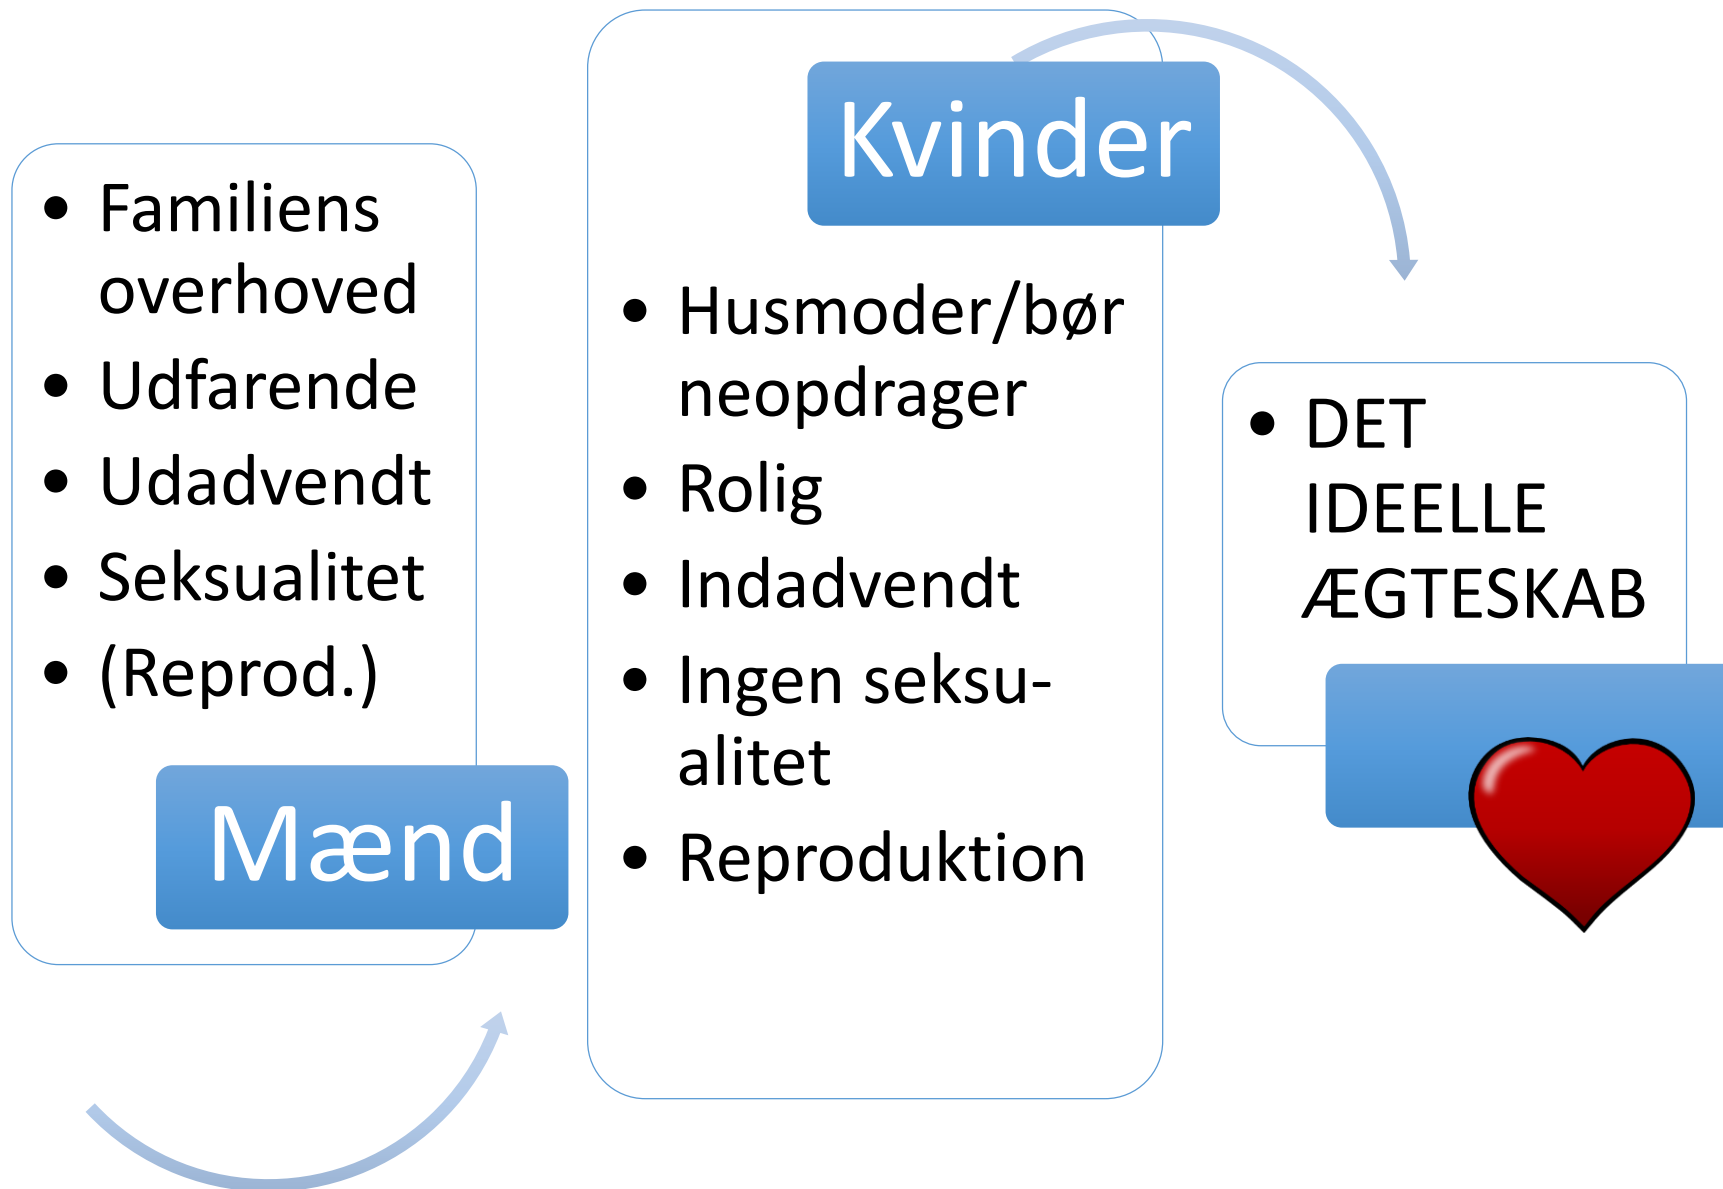 • Familiens
overhoved
• Udfarende
• Udadvendt
• Seksualitet
• (Reprod.)
Mænd
Kvinder
• Husmoder/bør
neopdrager
• Rolig
• Indadvendt
• Ingen seksu-
alitet
• Reproduktion
• DET
IDEELLE
ÆGTESKAB